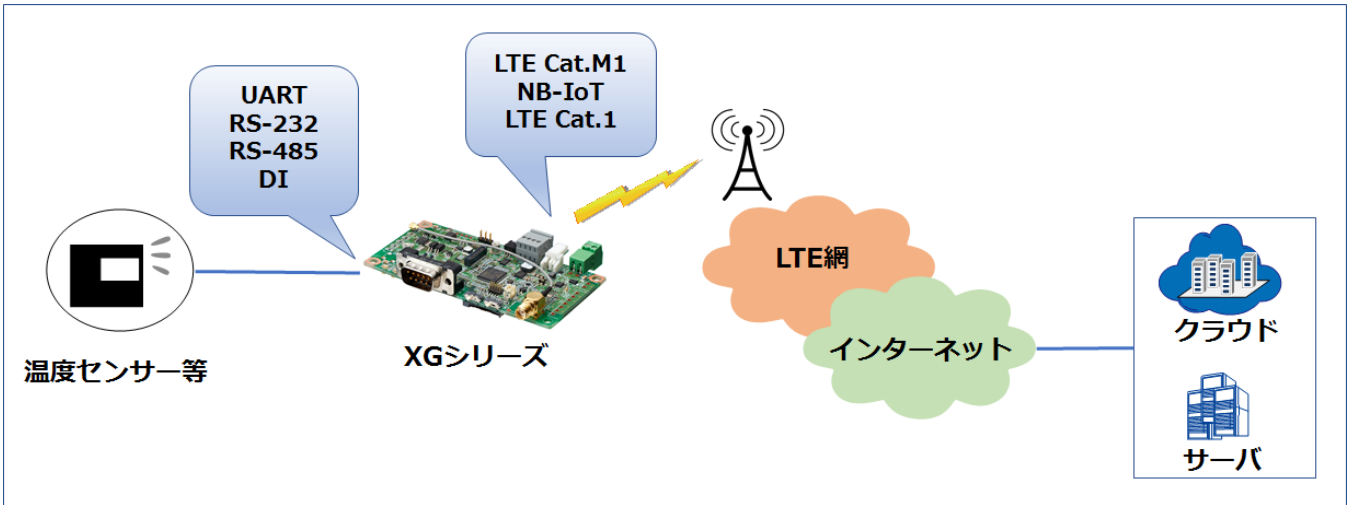 UART
RS-232
RS-485
DI
LTE Cat.M1
NB-IoT
LTE Cat.1
温度センサー等
XGシリーズ
LTE網
インターネット
クラウド
サーバ